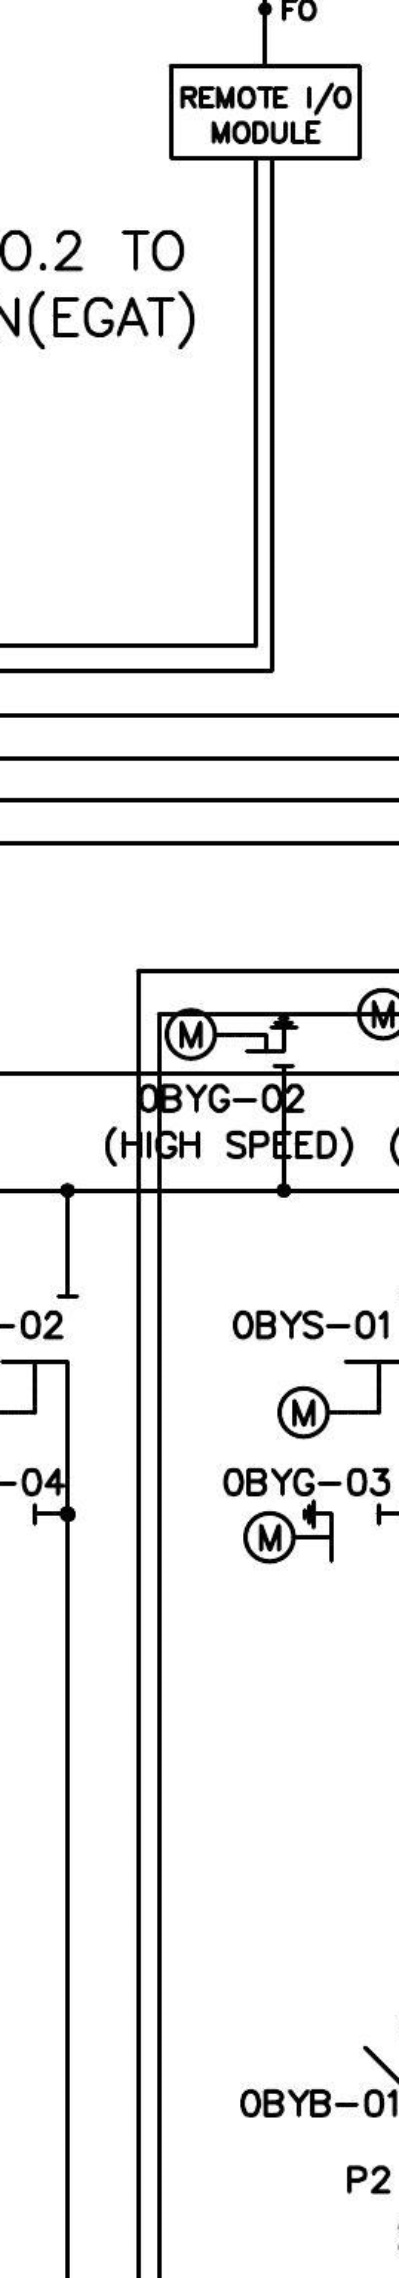 FO
REMOTE I/O
MODULE
O.2 TO
N(EGAT)
M
M
0BYG-02
(HIGH SPEED) (
-02
0BYS-01
M
-04
0BYG-03
M
0BYB-01
P2